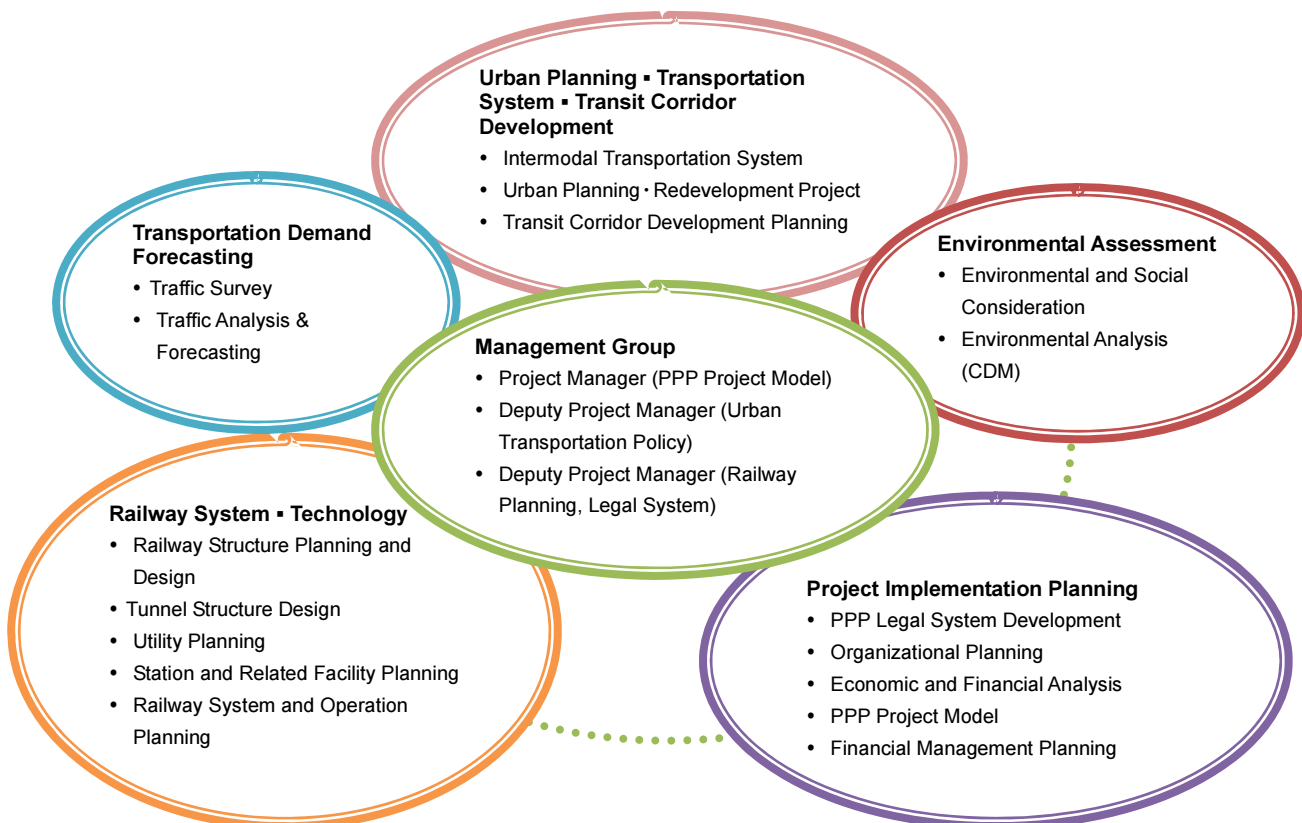 Urban Planning ▪ Transportation
System ▪ Transit Corridor
Development
• Intermodal Transportation System
• Urban Planning・Redevelopment Project
• Transit Corridor Development Planning
Transportation Demand
Forecasting
• Traffic Survey
• Traffic Analysis &
Forecasting
Environmental Assessment
• Environmental and Social
Consideration
• Environmental Analysis
(CDM)
Management Group
• Project Manager (PPP Project Model)
• Deputy Project Manager (Urban
Transportation Policy)
• Deputy Project Manager (Railway
Planning, Legal System)
Railway System ▪ Technology
• Railway Structure Planning and
Design
• Tunnel Structure Design
• Utility Planning
• Station and Related Facility Planning
• Railway System and Operation
Planning
Project Implementation Planning
• PPP Legal System Development
• Organizational Planning
• Economic and Financial Analysis
• PPP Project Model
• Financial Management Planning